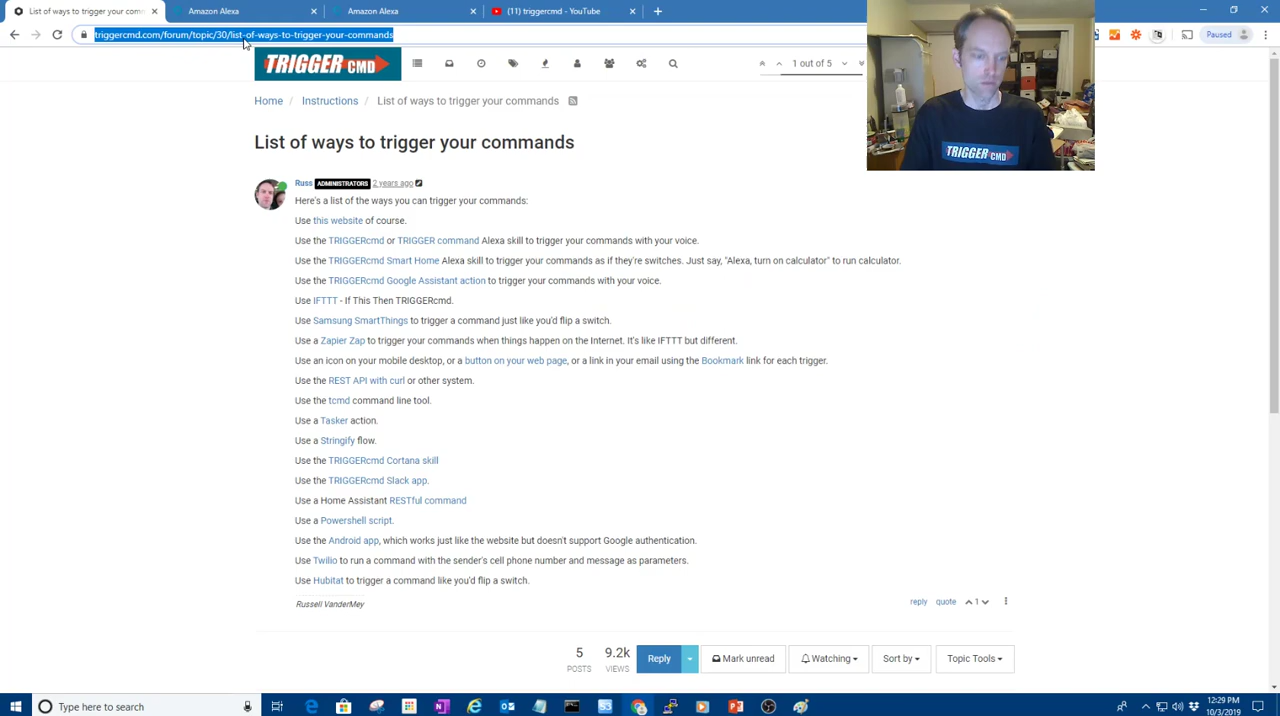 List of ways to trigger your comm
Amazon Alexa
Amazon Alexa
(11) triggercmd - YouTube
triggercmd.com/forum/topic/30/list-of-ways-to-trigger-your-commands
Paused
TRIGGER CMD
1 out of 5
TRIGGER CMD
Home / Instructions / List of ways to trigger your commands
List of ways to trigger your commands
Russ ADMINISTRATORS 2 years ago
Here's a list of the ways you can trigger your commands:
Use this website of course.
Use the TRIGGERcmd or TRIGGER command Alexa skill to trigger your commands with your voice.
Use the TRIGGERcmd Smart Home Alexa skill to trigger your commands as if they're switches. Just say, "Alexa, turn on calculator" to run calculator.
Use the TRIGGERcmd Google Assistant action to trigger your commands with your voice.
Use IFTTT - If This Then TRIGGERcmd.
Use Samsung SmartThings to trigger a command just like you'd flip a switch.
Use a Zapier Zap to trigger your commands when things happen on the Internet. It's like IFTTT but different.
Use an icon on your mobile desktop, or a button on your web page, or a link in your email using the Bookmark link for each trigger.
Use the REST API with curl or other system.
Use the tcmd command line tool.
Use a Tasker action.
Use a Stringify flow.
Use the TRIGGERcmd Cortana skill
Use the TRIGGERcmd Slack app.
Use a Home Assistant RESTful command
Use a Powershell script.
Use the Android app, which works just like the website but doesn't support Google authentication.
Use Twilio to run a command with the sender's cell phone number and message as parameters.
Use Hubitat to trigger a command like you'd flip a switch.
Russell VanderMey
reply quote 1
5 POSTS
9.2k VIEWS
Reply Mark unread Watching Sort by Topic Tools
Type here to search
12:29 PM
10/3/2019